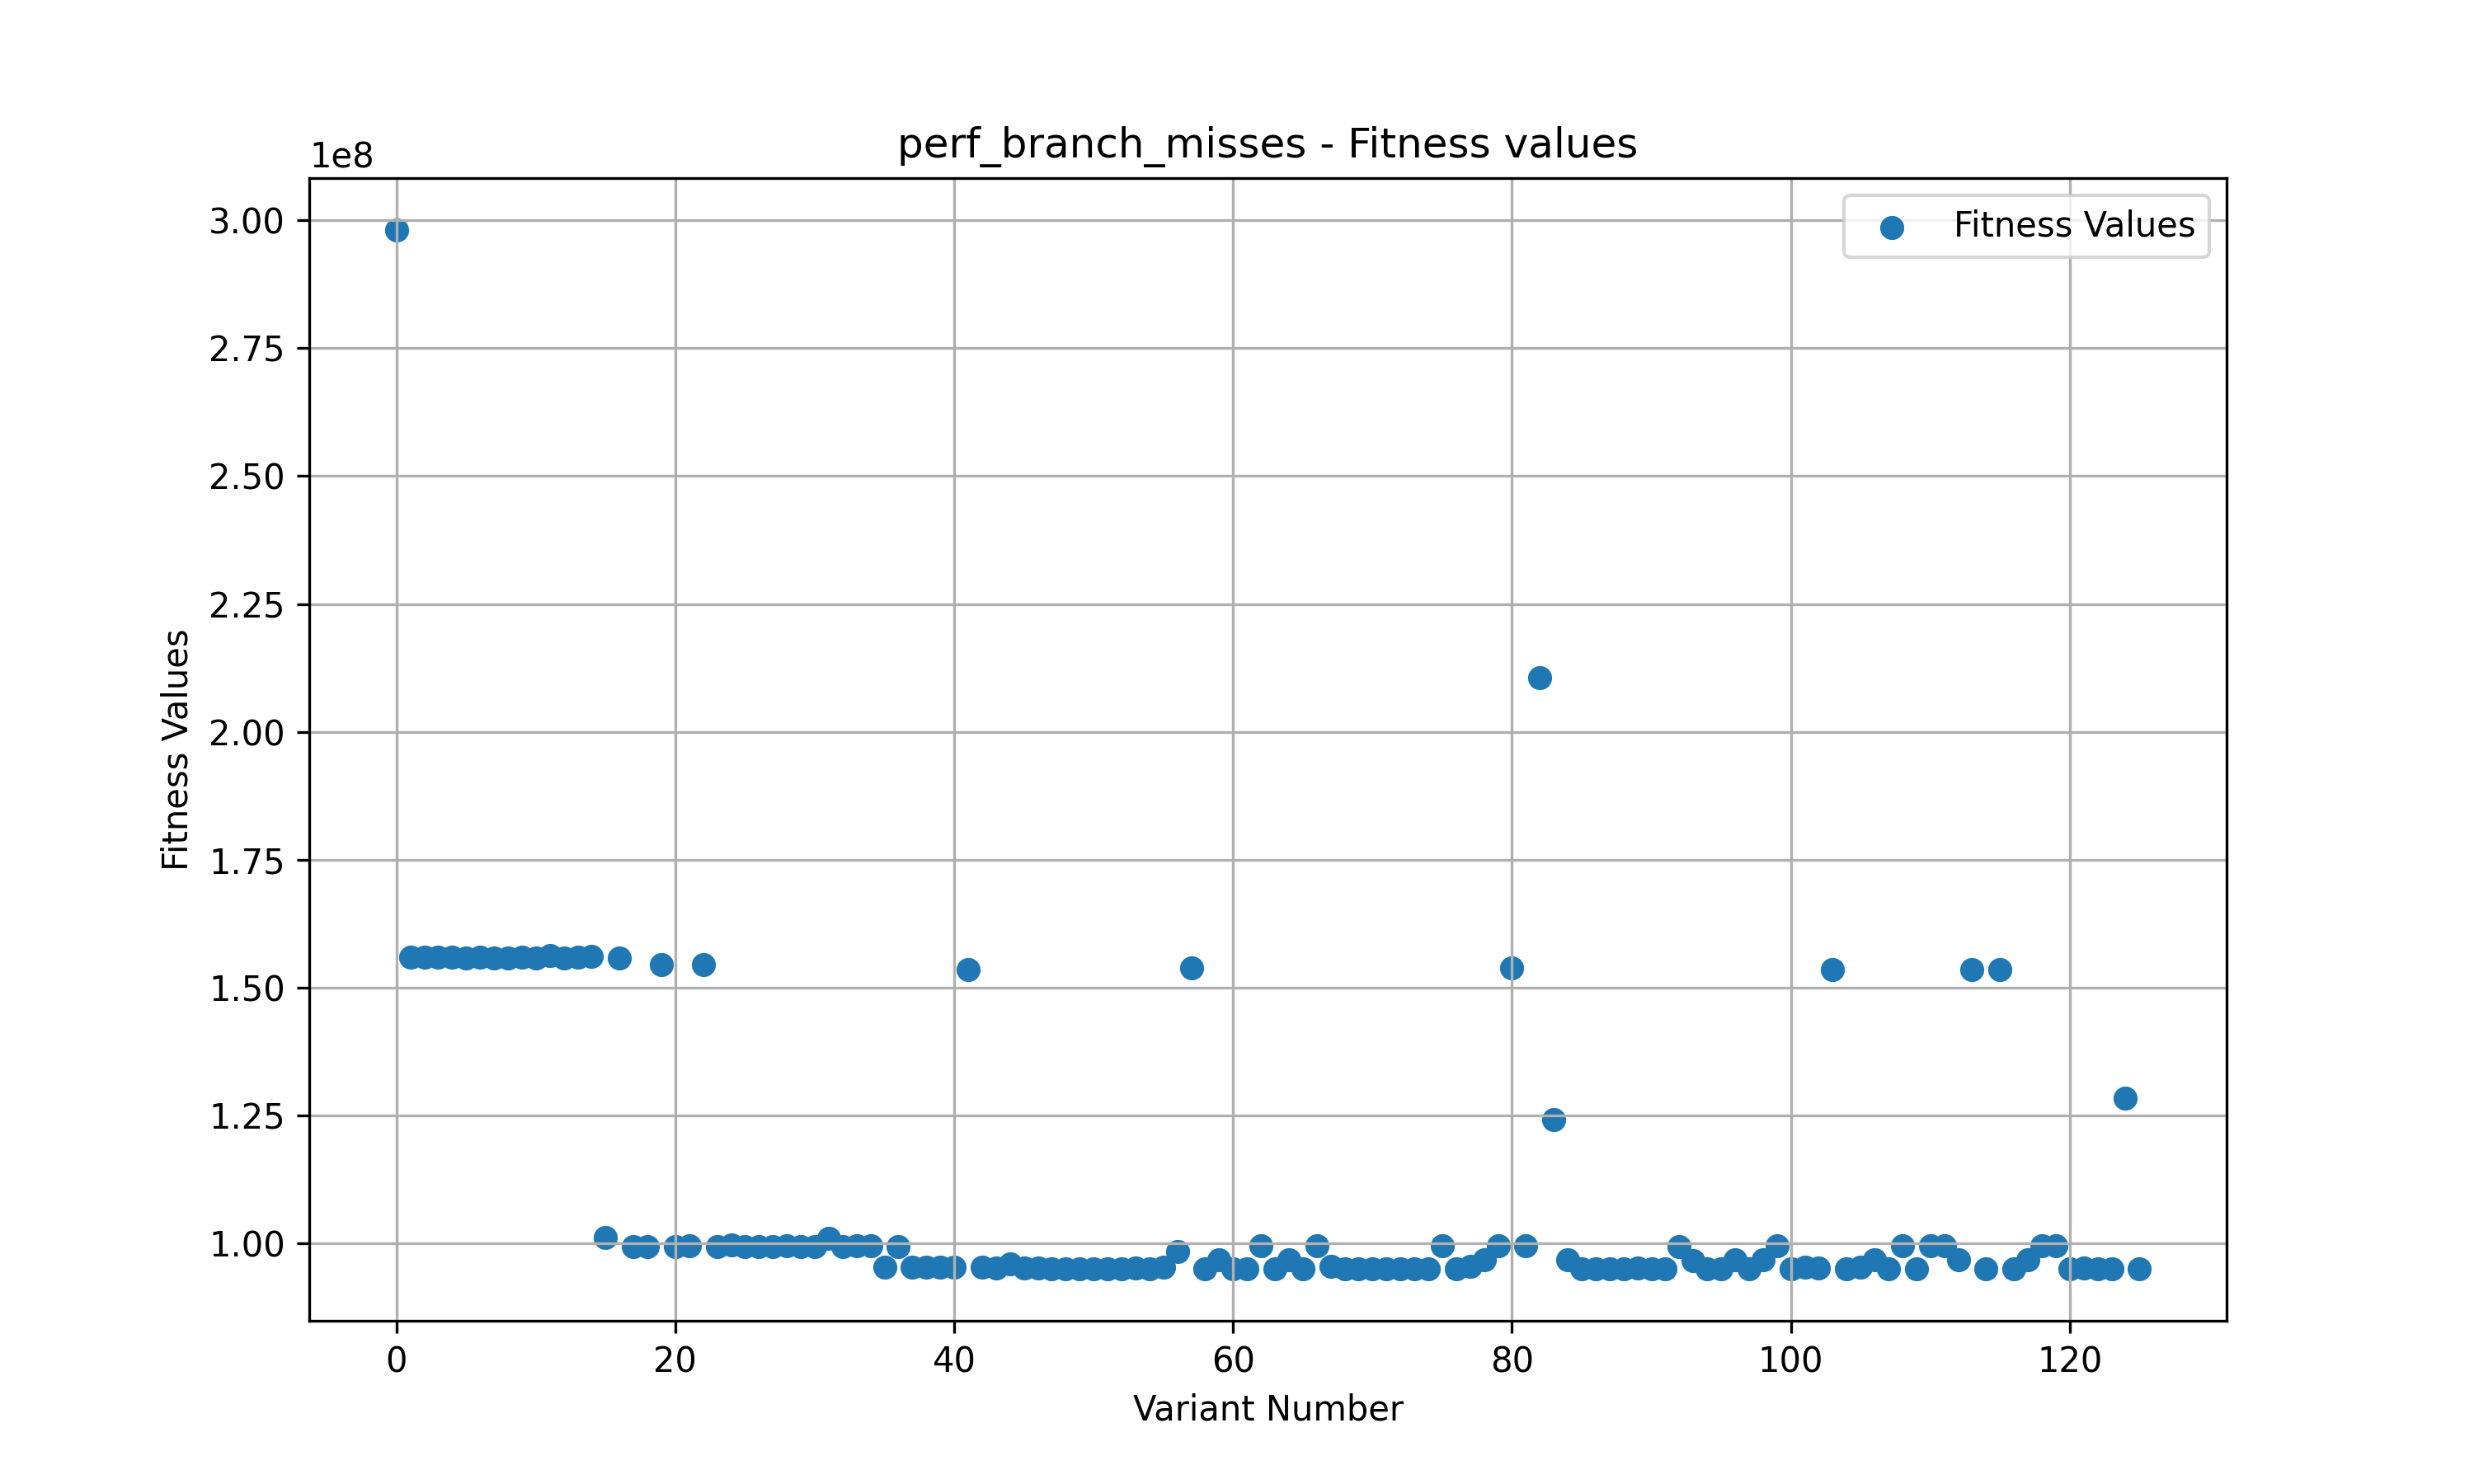 perf_branch_misses - Fitness values
1e8
Fitness Values
3.00
2.75
2.50
2.25
2.00
1.75
1.50
1.25
1.00
Fitness Values
0 20 40 60 80 100 120
Variant Number